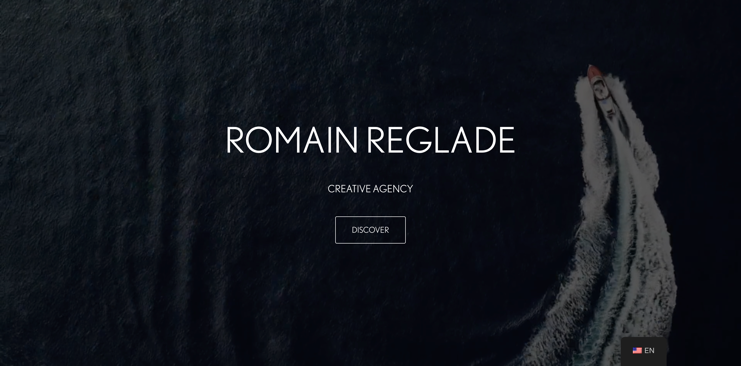 ROMAIN REGLADE
CREATIVE AGENCY
DISCOVER
EN